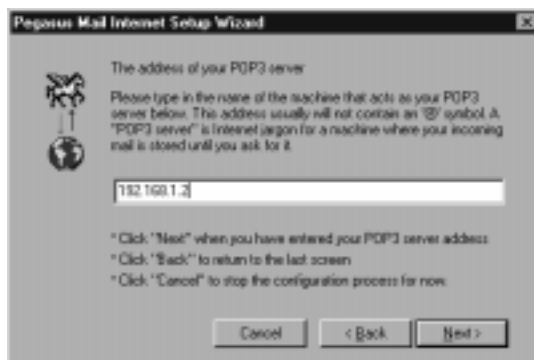 Pegasus Mail Internet Setup Wizard
The address of your POP3 server
Please type in the name of the machine that acts as your POP3
server below. This address usually will not contain an '@' symbol. A
"POP3 server" is Internet jargon for a machine where your incoming
mail is stored until you ask for it.
192.168.1.2
* Click "Next" when you have entered your POP3 server address
* Click "Back" to return to the last screen
* Click "Cancel" to stop the configuration process for now.
Cancel < Back Next >